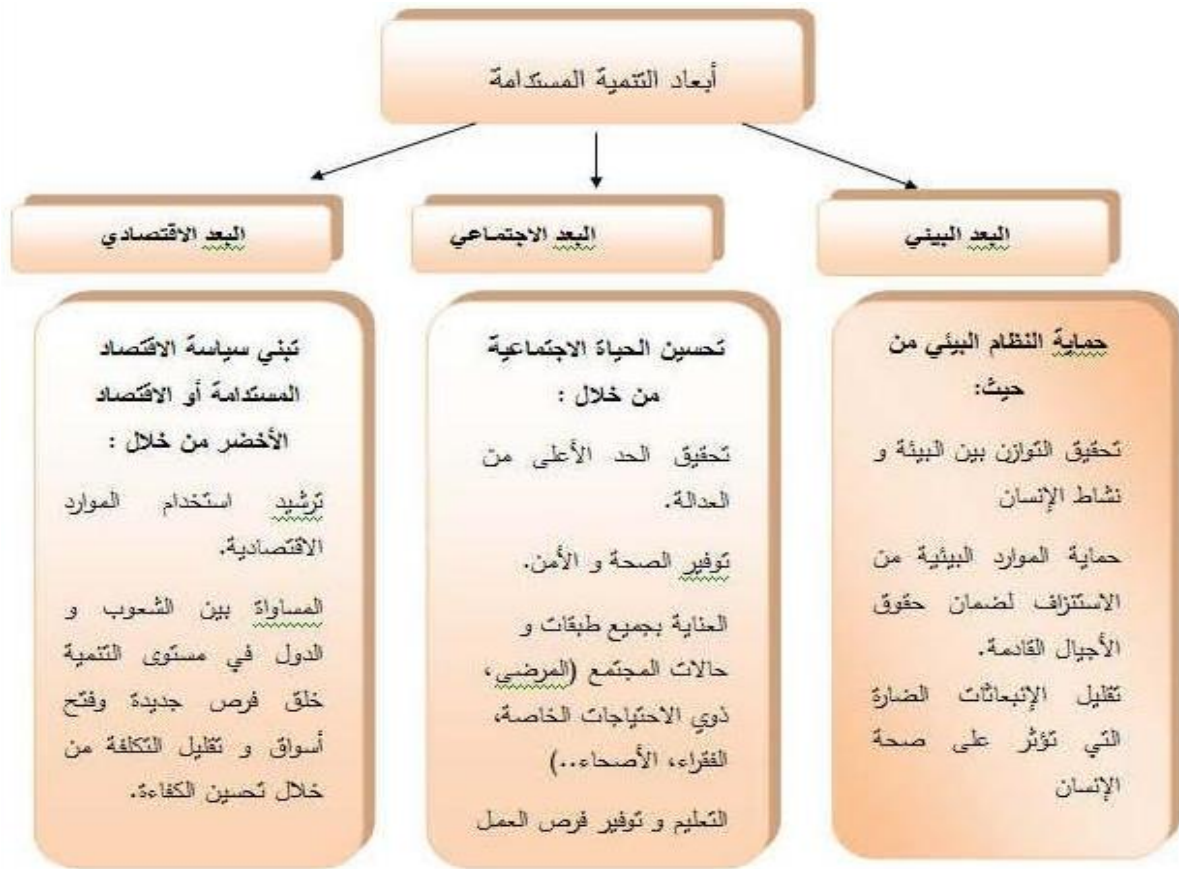 أبعاد التنمية المستدامة
البعد البيئي
حماية النظام البيئي من
حيث:
تحقيق التوازن بين البيئة و
نشاط الإنسان
حماية الموارد البيئية من
الاستنزاف لضمان حقوق
الأجيال القادمة.
تقليل الإنبعاثات الضارة
التي تؤثر على صحة
الإنسان
البعد الاجتماعي
تحسين الحياة الاجتماعية
من خلال :
تحقيق الحد الأعلى من
العدالة.
توفير الصحة و الأمن.
العناية بجميع طبقات و
حالات المجتمع (المرضى،
ذوي الاحتياجات الخاصة،
الفقراء، الأصحاء..)
التعليم و توفير فرص العمل
البعد الاقتصادي
تبني سياسة الاقتصاد
المستدامة أو الاقتصاد
الأخضر من خلال :
ترشيد استخدام الموارد
الاقتصادية.
المساواة بين الشعوب و
الدول في مستوى التنمية
خلق فرص جديدة وفتح
أسواق و تقليل التكلفة من
خلال تحسين الكفاءة.